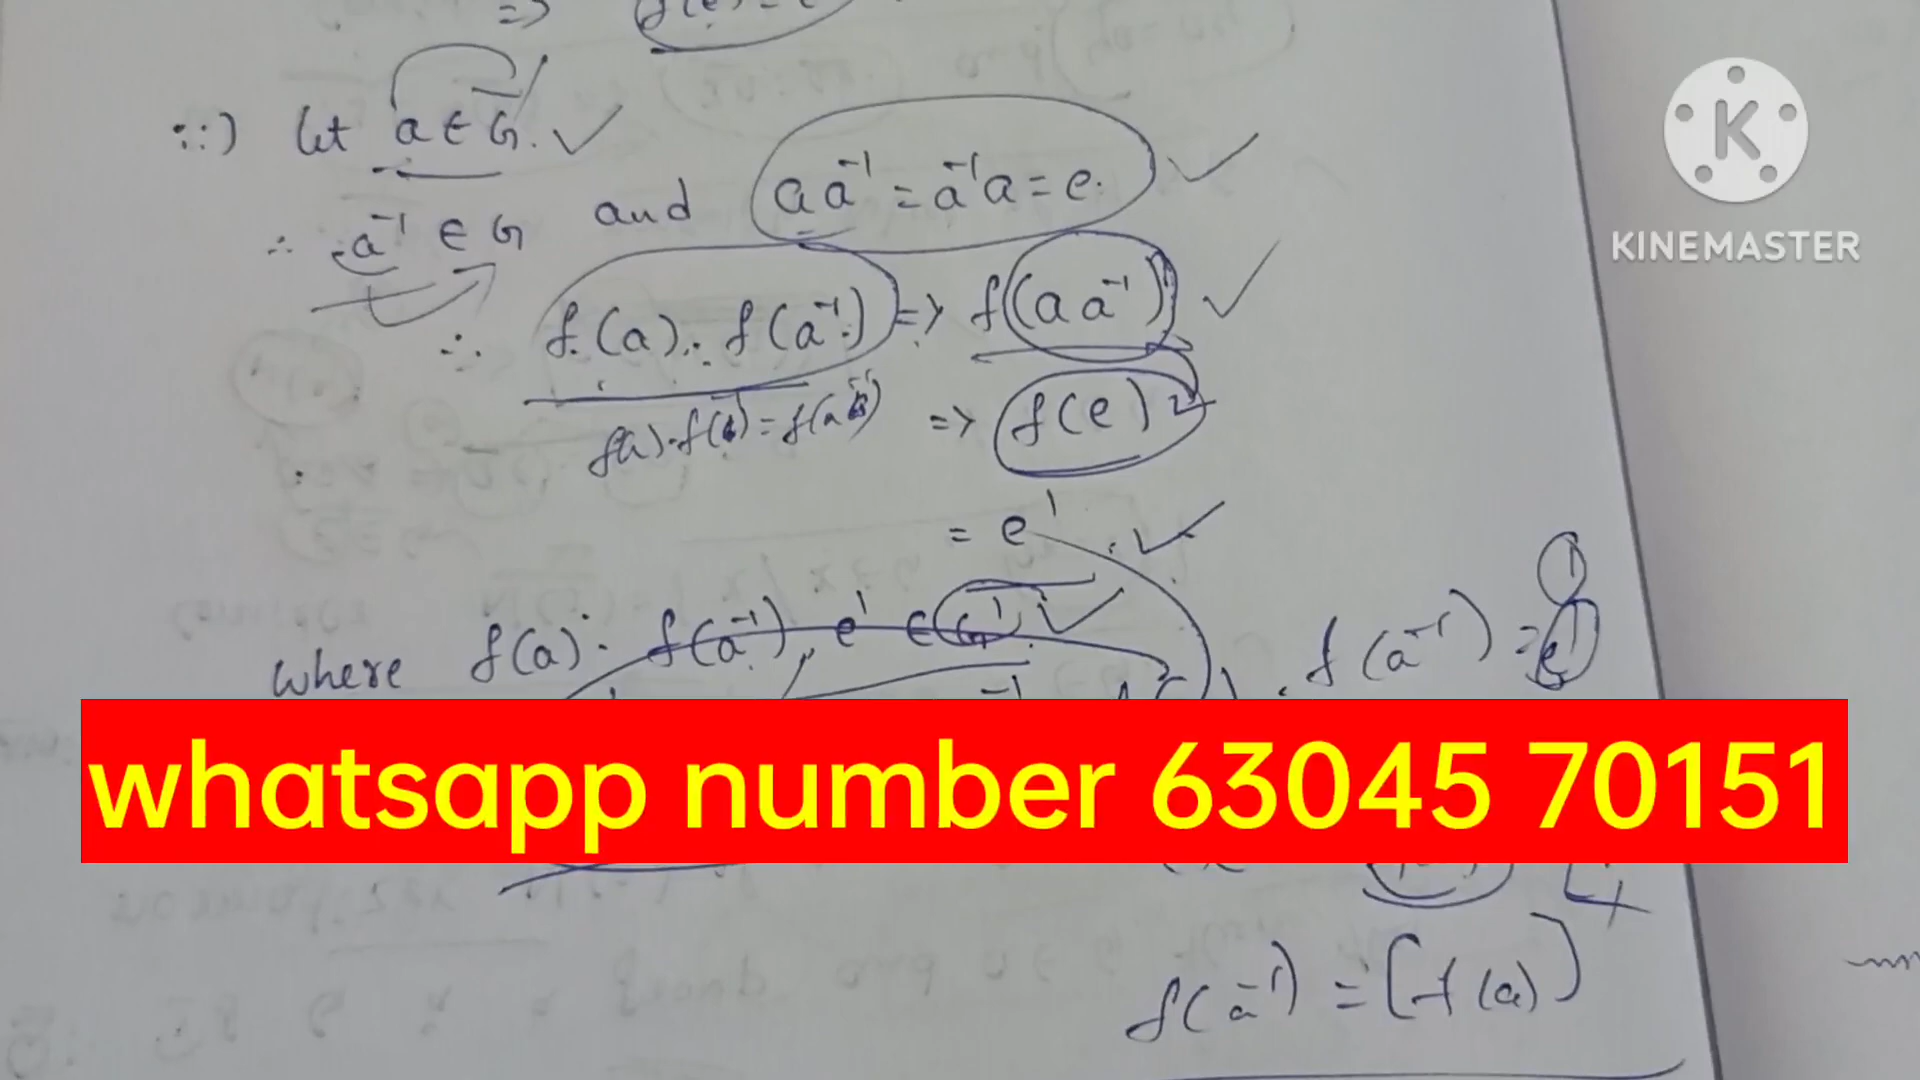 => f(e) =
::) let a ∈ G.
KINEMASTER
∴ a⁻¹ ∈ G and aa⁻¹ = a⁻¹a = e.
∴ f(a). f(a⁻¹) => f(aa⁻¹)
f(a).f( ) = f(a
=> f(e)
= e'
where f(a). f(a⁻¹), e' ∈ G'
. f(a⁻¹) = e'
whatsapp number 63045 70151
f(a⁻¹) = [f(a)]